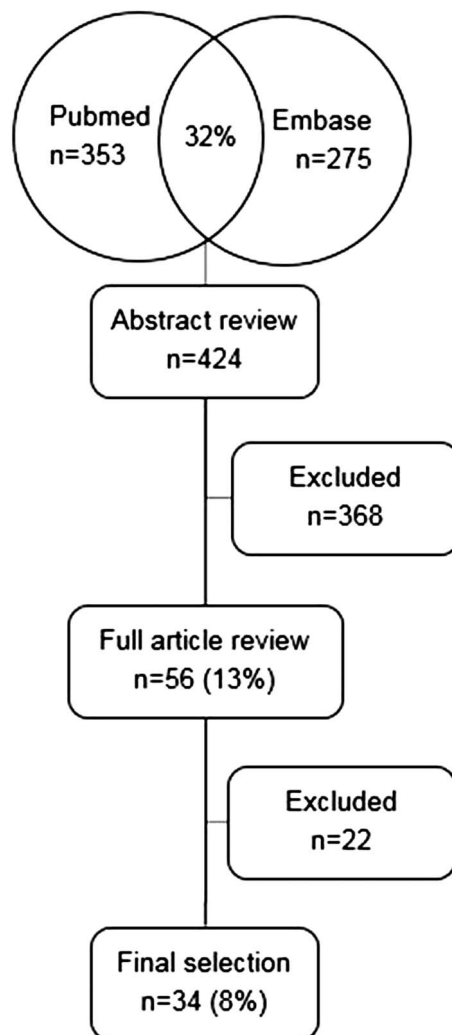 Pubmed
n=353
32%
Embase
n=275
Abstract review
n=424
Excluded
n=368
Full article review
n=56 (13%)
Excluded
n=22
Final selection
n=34 (8%)